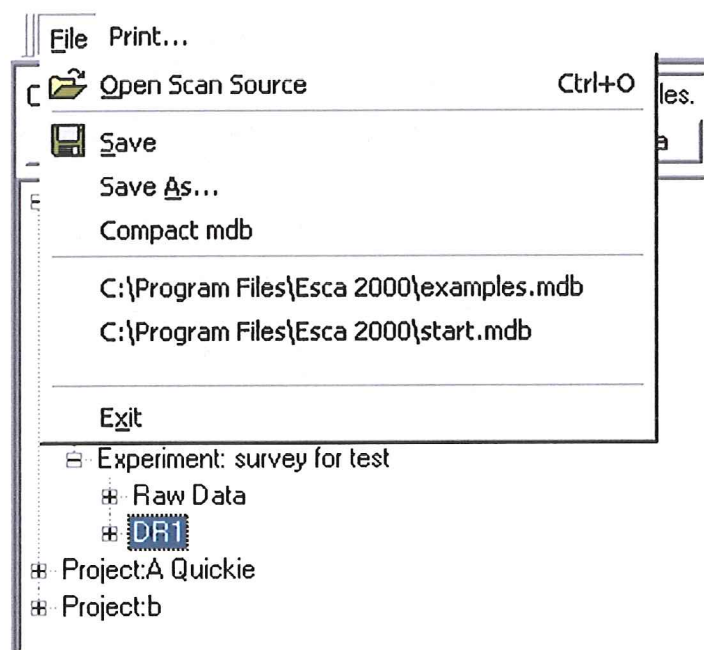 File Print...
Open Scan Source Ctrl+O
les.
Save
a
Save As...
Compact mdb
C:\Program Files\Esca 2000\examples.mdb
C:\Program Files\Esca 2000\start.mdb
Exit
Experiment: survey for test
Raw Data
DR1
Project:A Quickie
Project:b